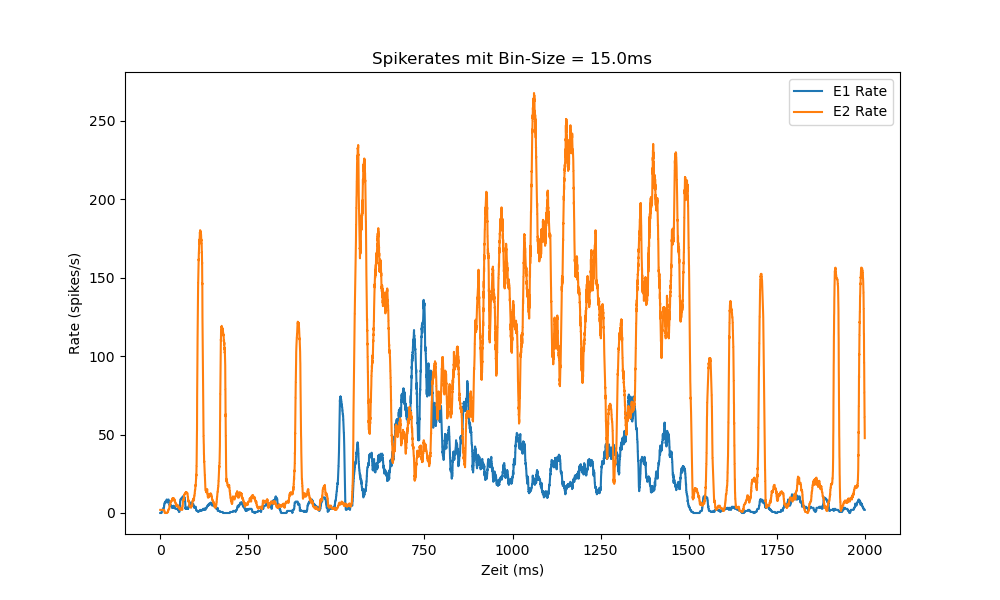 Spikerates mit Bin-Size = 15.0ms
E1 Rate
E2 Rate
Rate (spikes/s)
250
200
150
100
50
0
0 250 500 750 1000 1250 1500 1750 2000
Zeit (ms)